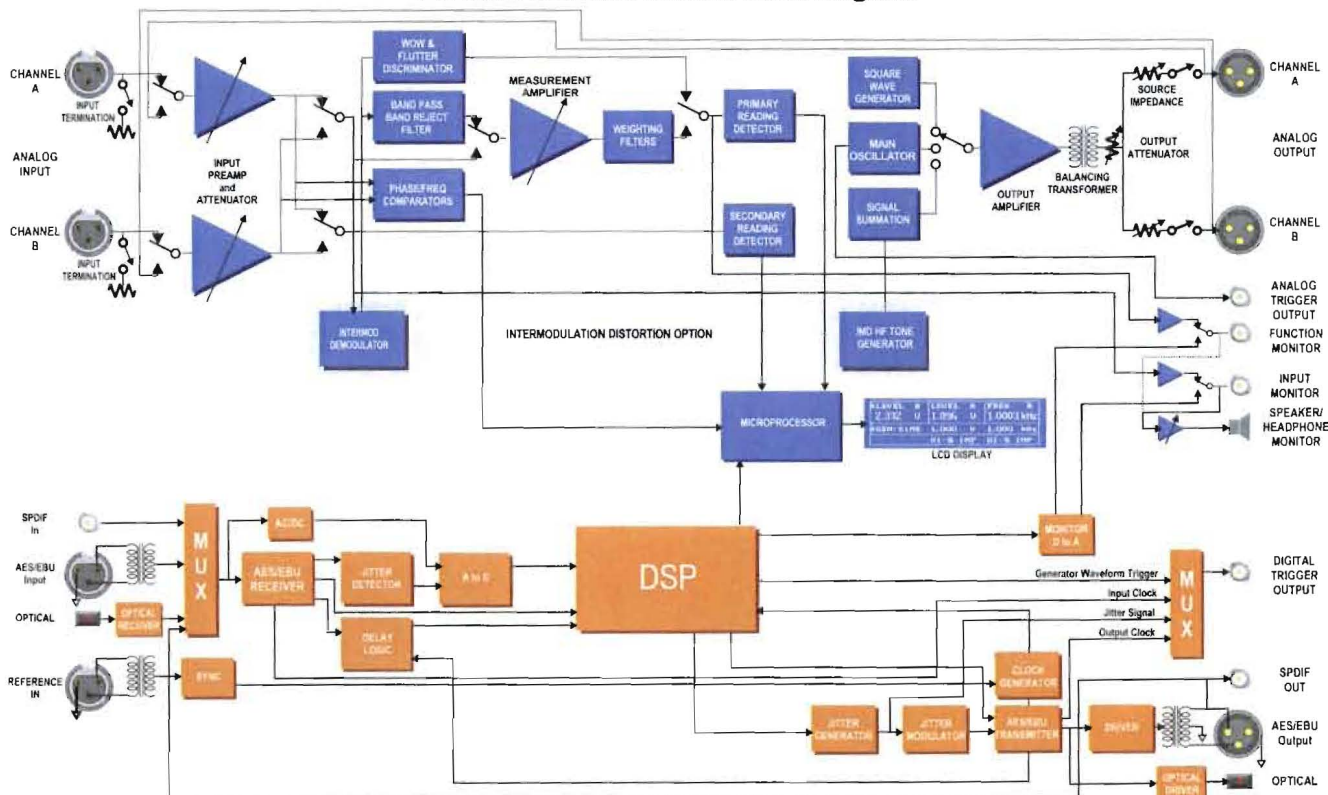 CHANNEL
A
INPUT
TERMINATION
ANALOG
INPUT
CHANNEL
B
INPUT
TERMINATION
INPUT
PREAMP
and
ATTENUATOR
WOW &
FLUTTER
DISCRIMINATOR
BAND PASS
BAND REJECT
FILTER
PHASE/FREQ
COMPARATORS
MEASUREMENT
AMPLIFIER
WEIGHTING
FILTERS
PRIMARY
READING
DETECTOR
SECONDARY
READING
DETECTOR
SQUARE
WAVE
GENERATOR
MAIN
OSCILLATOR
SIGNAL
SUMMATION
OUTPUT
AMPLIFIER
BALANCING
TRANSFORMER
OUTPUT
ATTENUATOR
SOURCE
IMPEDANCE
CHANNEL
A
ANALOG
OUTPUT
CHANNEL
B
ANALOG
TRIGGER
OUTPUT
FUNCTION
MONITOR
INPUT
MONITOR
SPEAKER/
HEADPHONE
MONITOR
INTERMOD
DEMODULATOR
INTERMODULATION DISTORTION OPTION
IMD HF TONE
GENERATOR
MICROPROCESSOR
LCD DISPLAY
SPDIF
In
AES/EBU
Input
OPTICAL
OPTICAL
RECEIVER
REFERENCE
IN
SYNC
MUX
AC/DC
AES/EBU
RECEIVER
JITTER
DETECTOR
A to D
DELAY
LOGIC
DSP
MONITOR
D to A
Generator Waveform Trigger
Input Clock
Jitter Signal
Output Clock
MUX
DIGITAL
TRIGGER
OUTPUT
CLOCK
GENERATOR
JITTER
GENERATOR
JITTER
MODULATOR
AES/EBU
TRANSMITTER
DRIVER
SPDIF
OUT
AES/EBU
Output
OPTICAL
DRIVER
OPTICAL